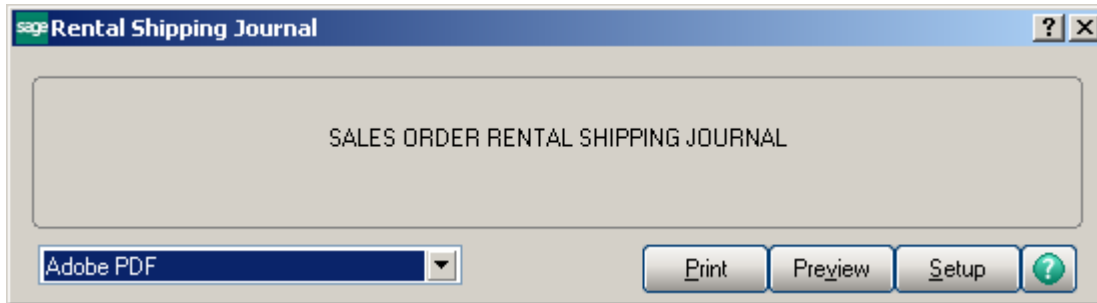 sage Rental Shipping Journal ?
SALES ORDER RENTAL SHIPPING JOURNAL
Adobe PDF Print Preview Setup ?